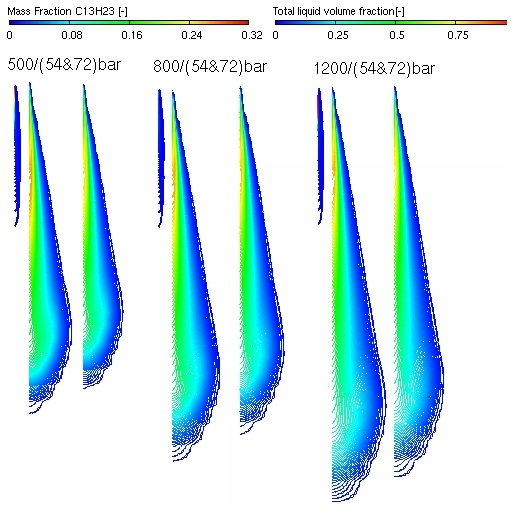 Mass Fraction C13H23 [-]
0 0.08 0.16 0.24 0.32
Total liquid volume fraction[-]
0 0.25 0.5 0.75
500/(54&72)bar
800/(54&72)bar
1200/(54&72)bar